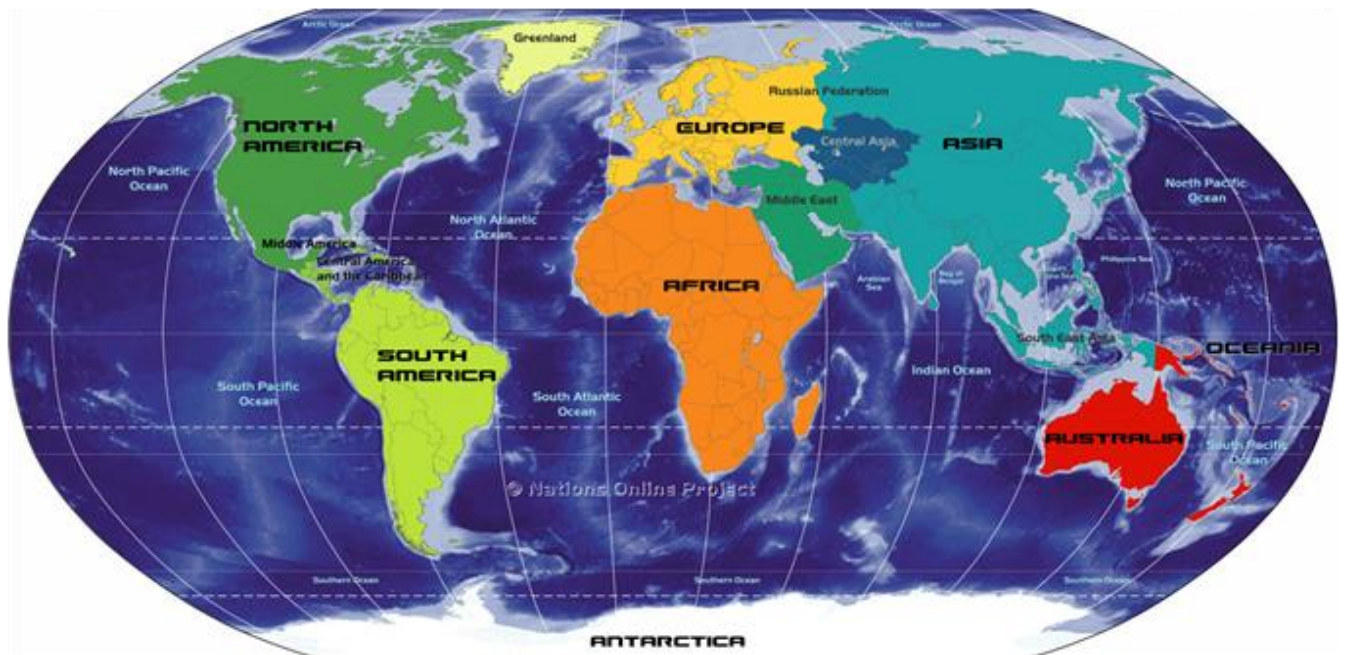 Arctic Ocean
Arctic Ocean
Greenland
Russian Federation
NORTH
AMERICA
EUROPE
Central Asia
ASIA
North Pacific
Ocean
North Pacific
Ocean
Middle East
North Atlantic
Ocean
Middle America
Central America
and the Caribbean
Philippine Sea
Arabian
Sea
Bay of
Bengal
AFRICA
South East Asia
OCEANIA
SOUTH
AMERICA
Indian Ocean
South Pacific
Ocean
South Atlantic
Ocean
AUSTRALIA
South Pacific
Ocean
© Nations Online Project
Southern Ocean
Southern Ocean
Southern Ocean
ANTARCTICA